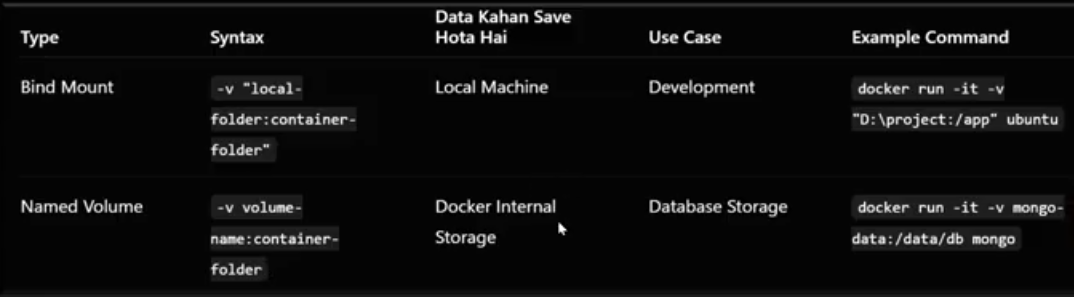 Type Syntax Data Kahan Save Hota Hai Use Case Example Command
Bind Mount -v "local-folder:container-folder" Local Machine Development docker run -it -v "D:\project:/app" ubuntu
Named Volume -v volume-name:container-folder Docker Internal Storage Database Storage docker run -it -v mongo-data:/data/db mongo